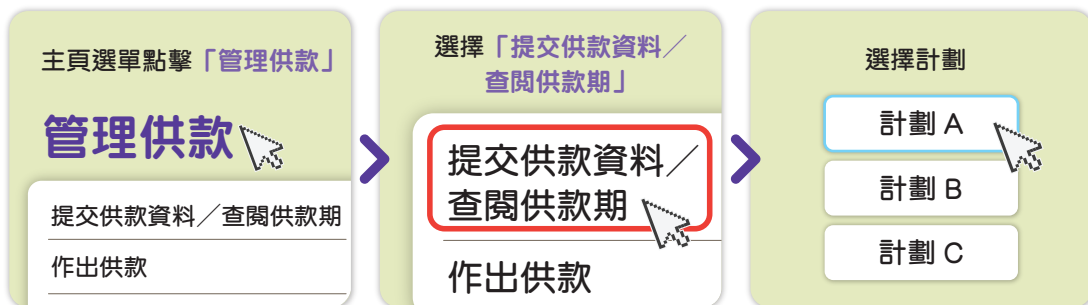 主頁選單點擊「管理供款」
管理供款
提交供款資料／查閱供款期
作出供款
選擇「提交供款資料／
查閱供款期」
提交供款資料／
查閱供款期
作出供款
選擇計劃
計劃 A
計劃 B
計劃 C